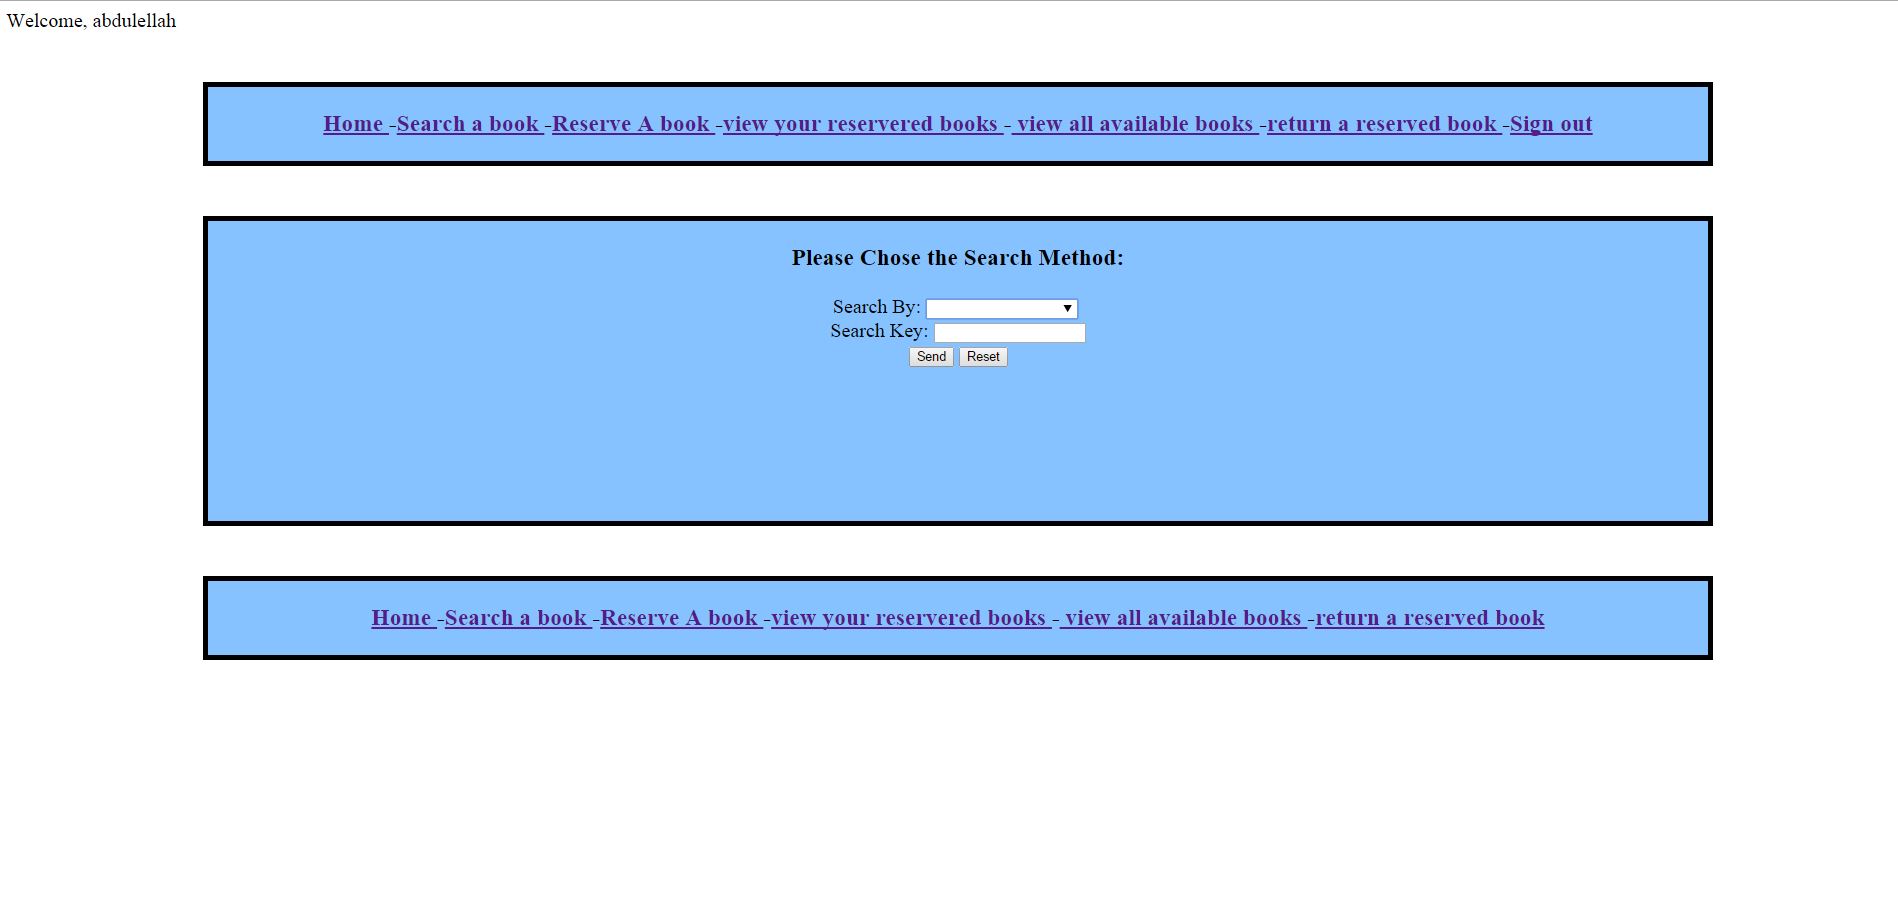 Welcome, abdulellah
Home -Search a book -Reserve A book -view your reservered books - view all available books -return a reserved book -Sign out
Please Chose the Search Method:
Search By:
Search Key:
Send Reset
Home -Search a book -Reserve A book -view your reservered books - view all available books -return a reserved book